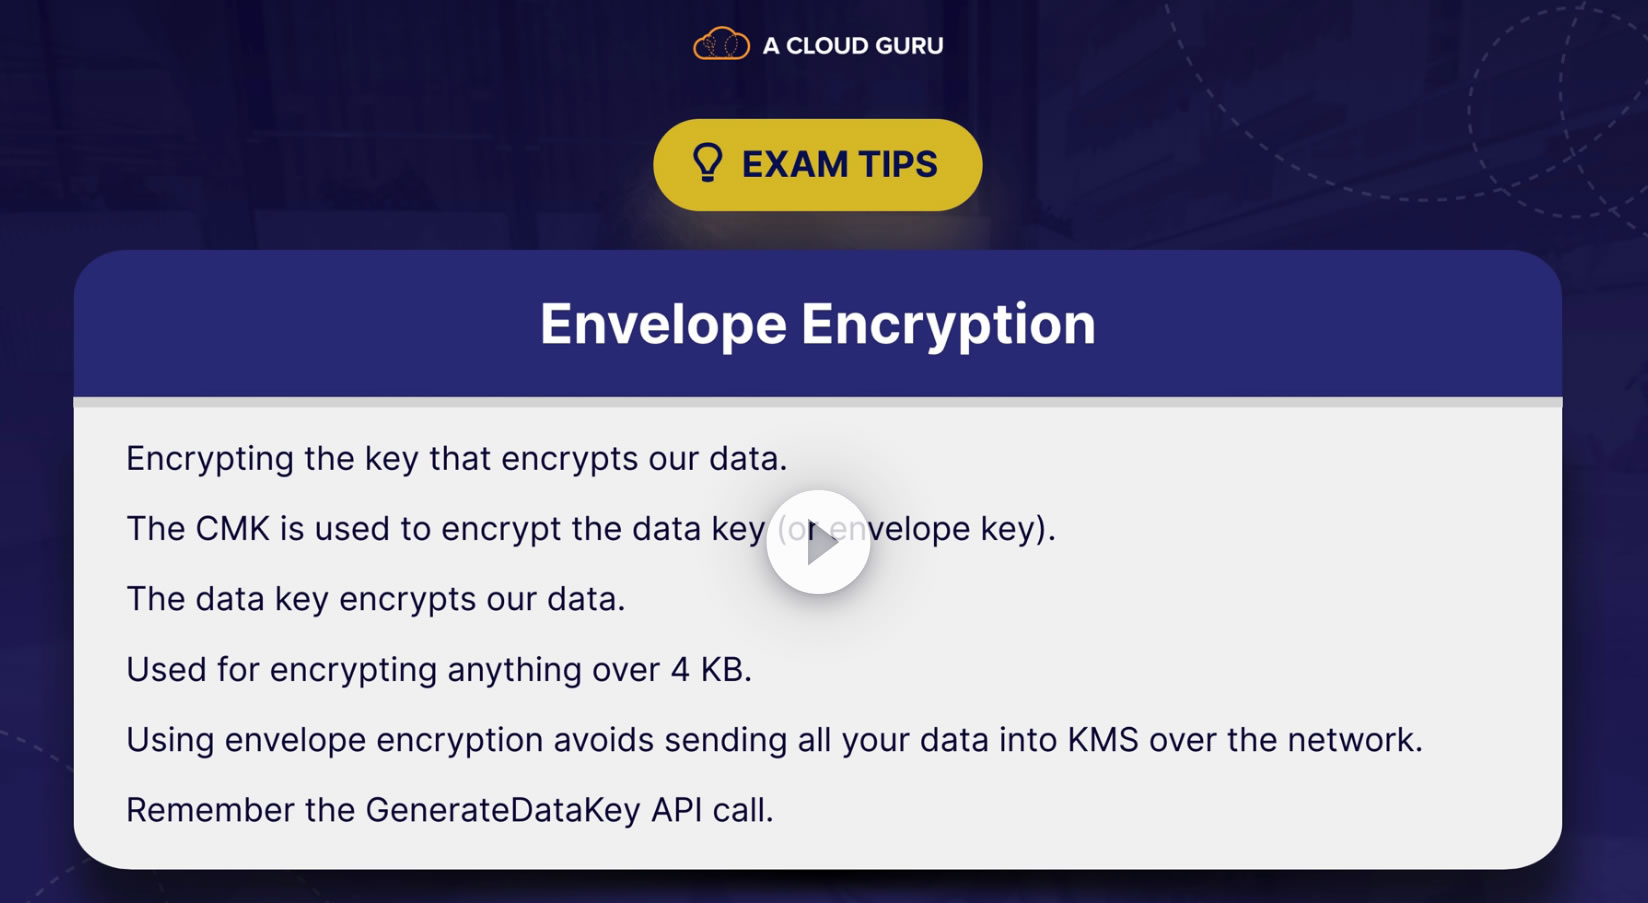 A CLOUD GURU
EXAM TIPS
Envelope Encryption
Encrypting the key that encrypts our data.
The CMK is used to encrypt the data key (or envelope key).
The data key encrypts our data.
Used for encrypting anything over 4 KB.
Using envelope encryption avoids sending all your data into KMS over the network.
Remember the GenerateDataKey API call.